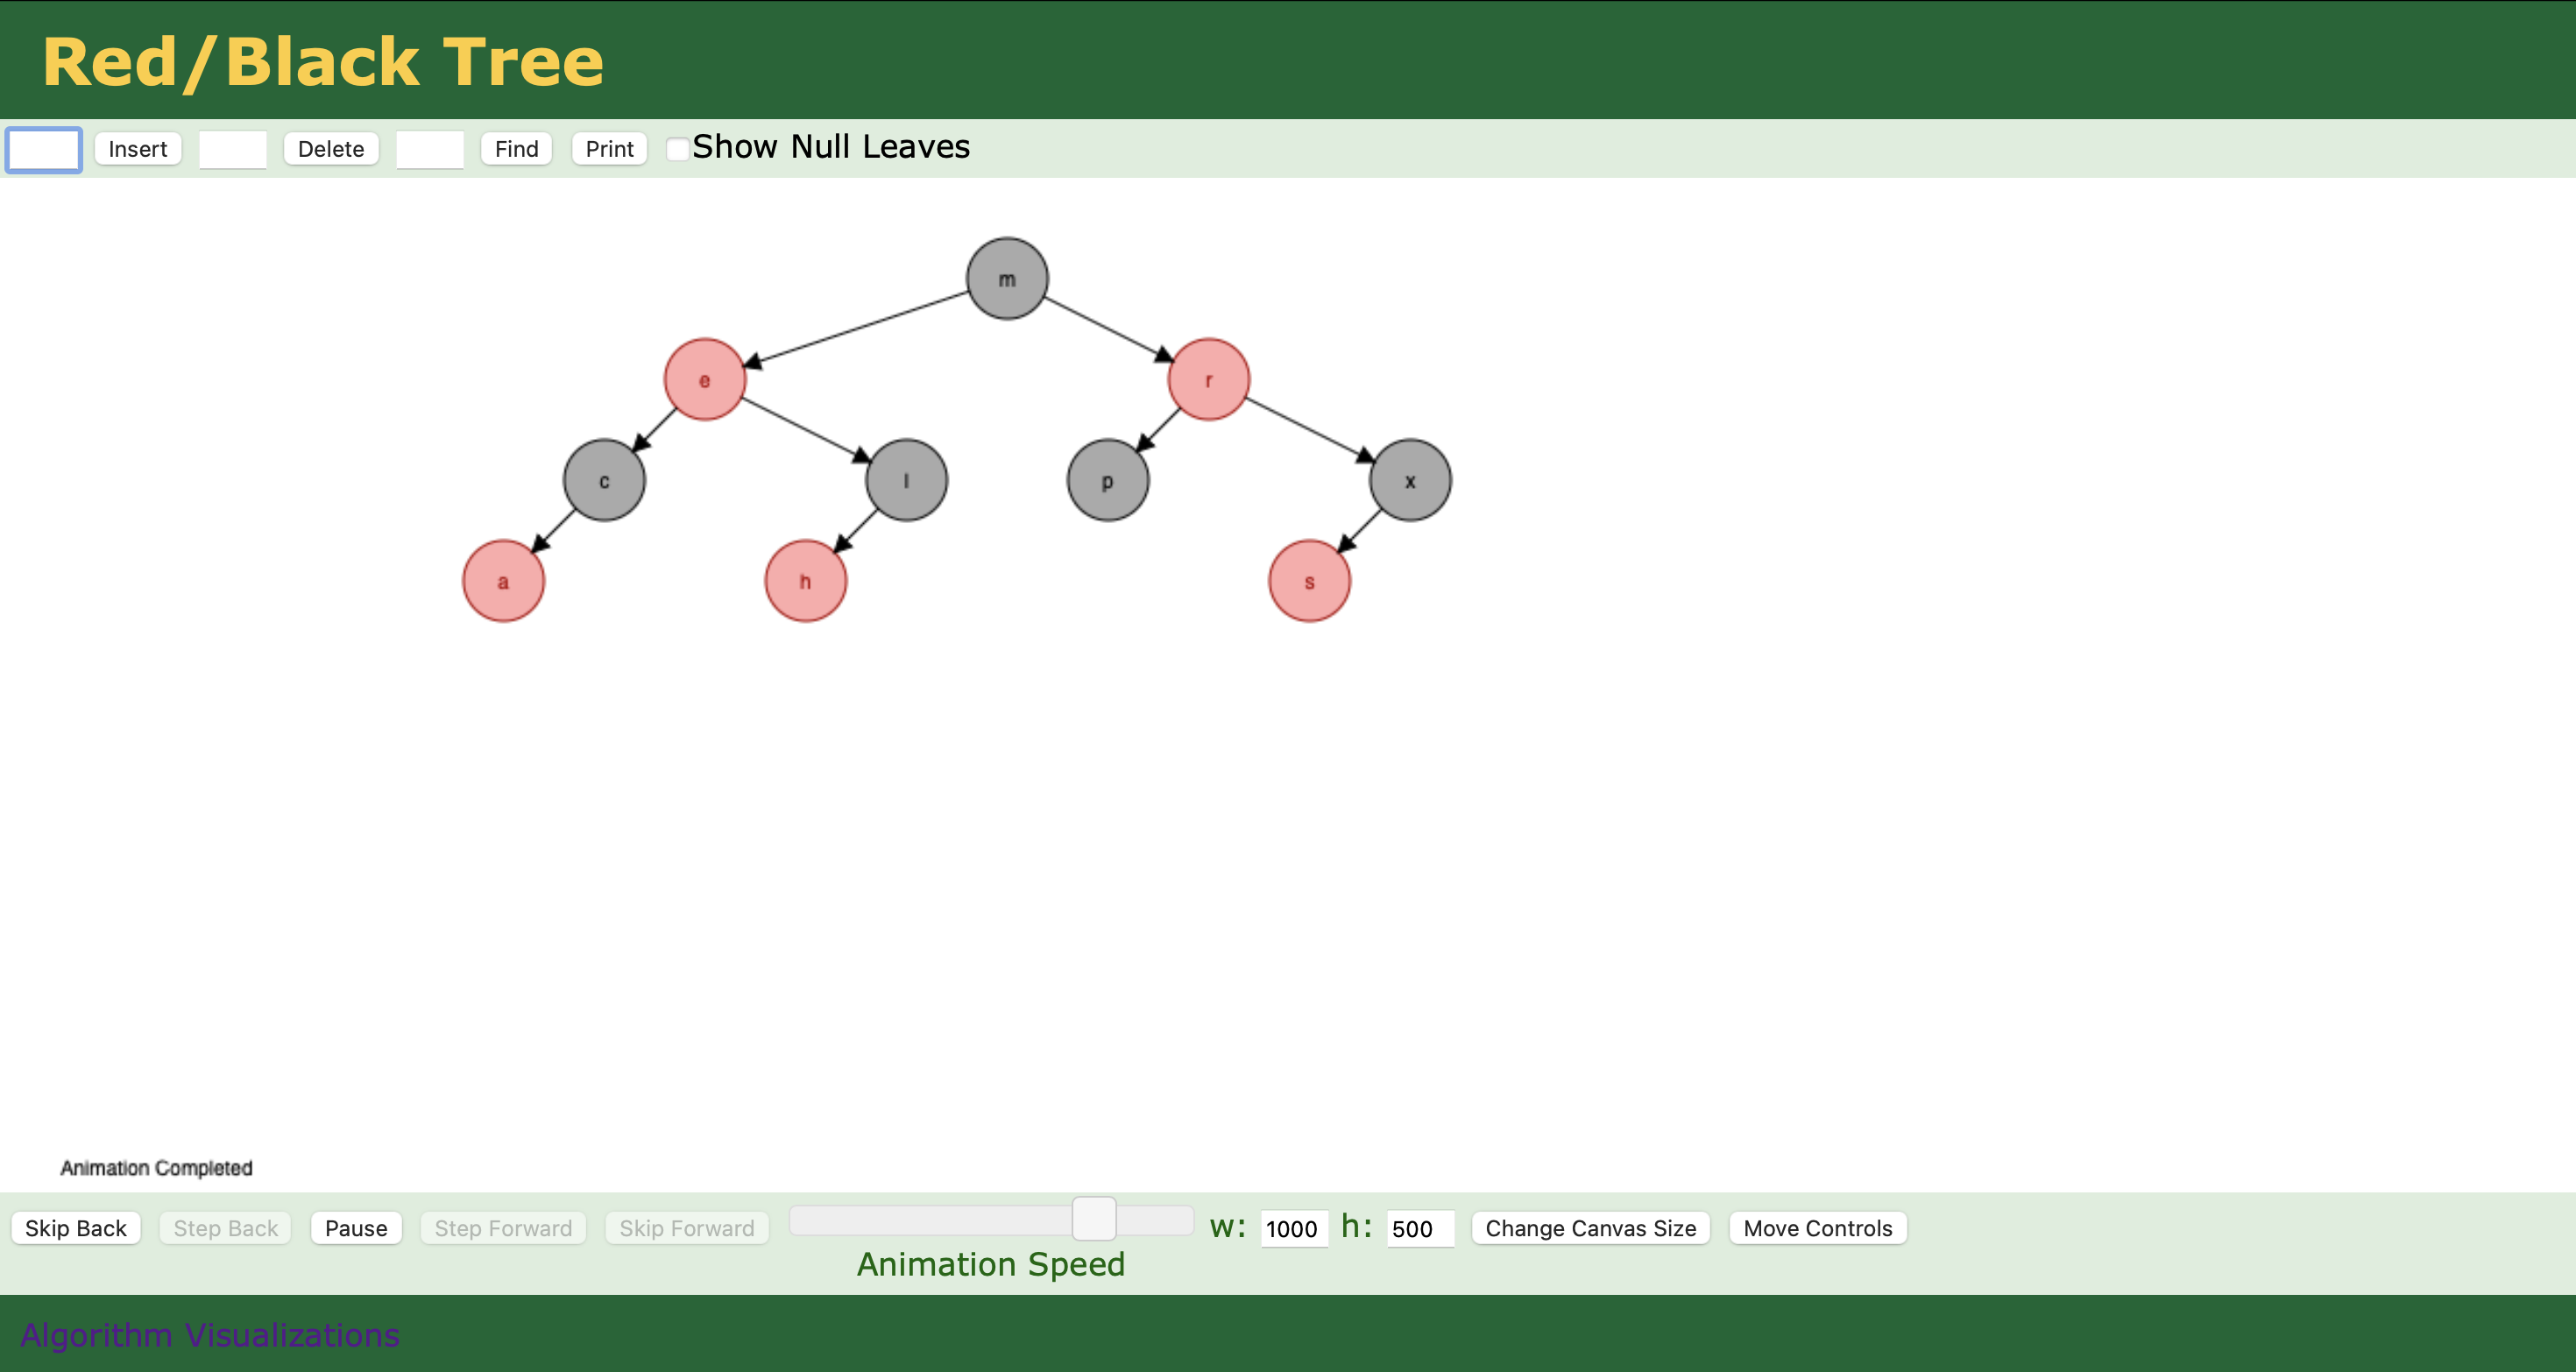 Red/Black Tree
Insert Delete Find Print Show Null Leaves
m
e r
c l p x
a h s
Animation Completed
Skip Back Step Back Pause Step Forward Skip Forward w: 1000 h: 500 Change Canvas Size Move Controls
Animation Speed
Algorithm Visualizations